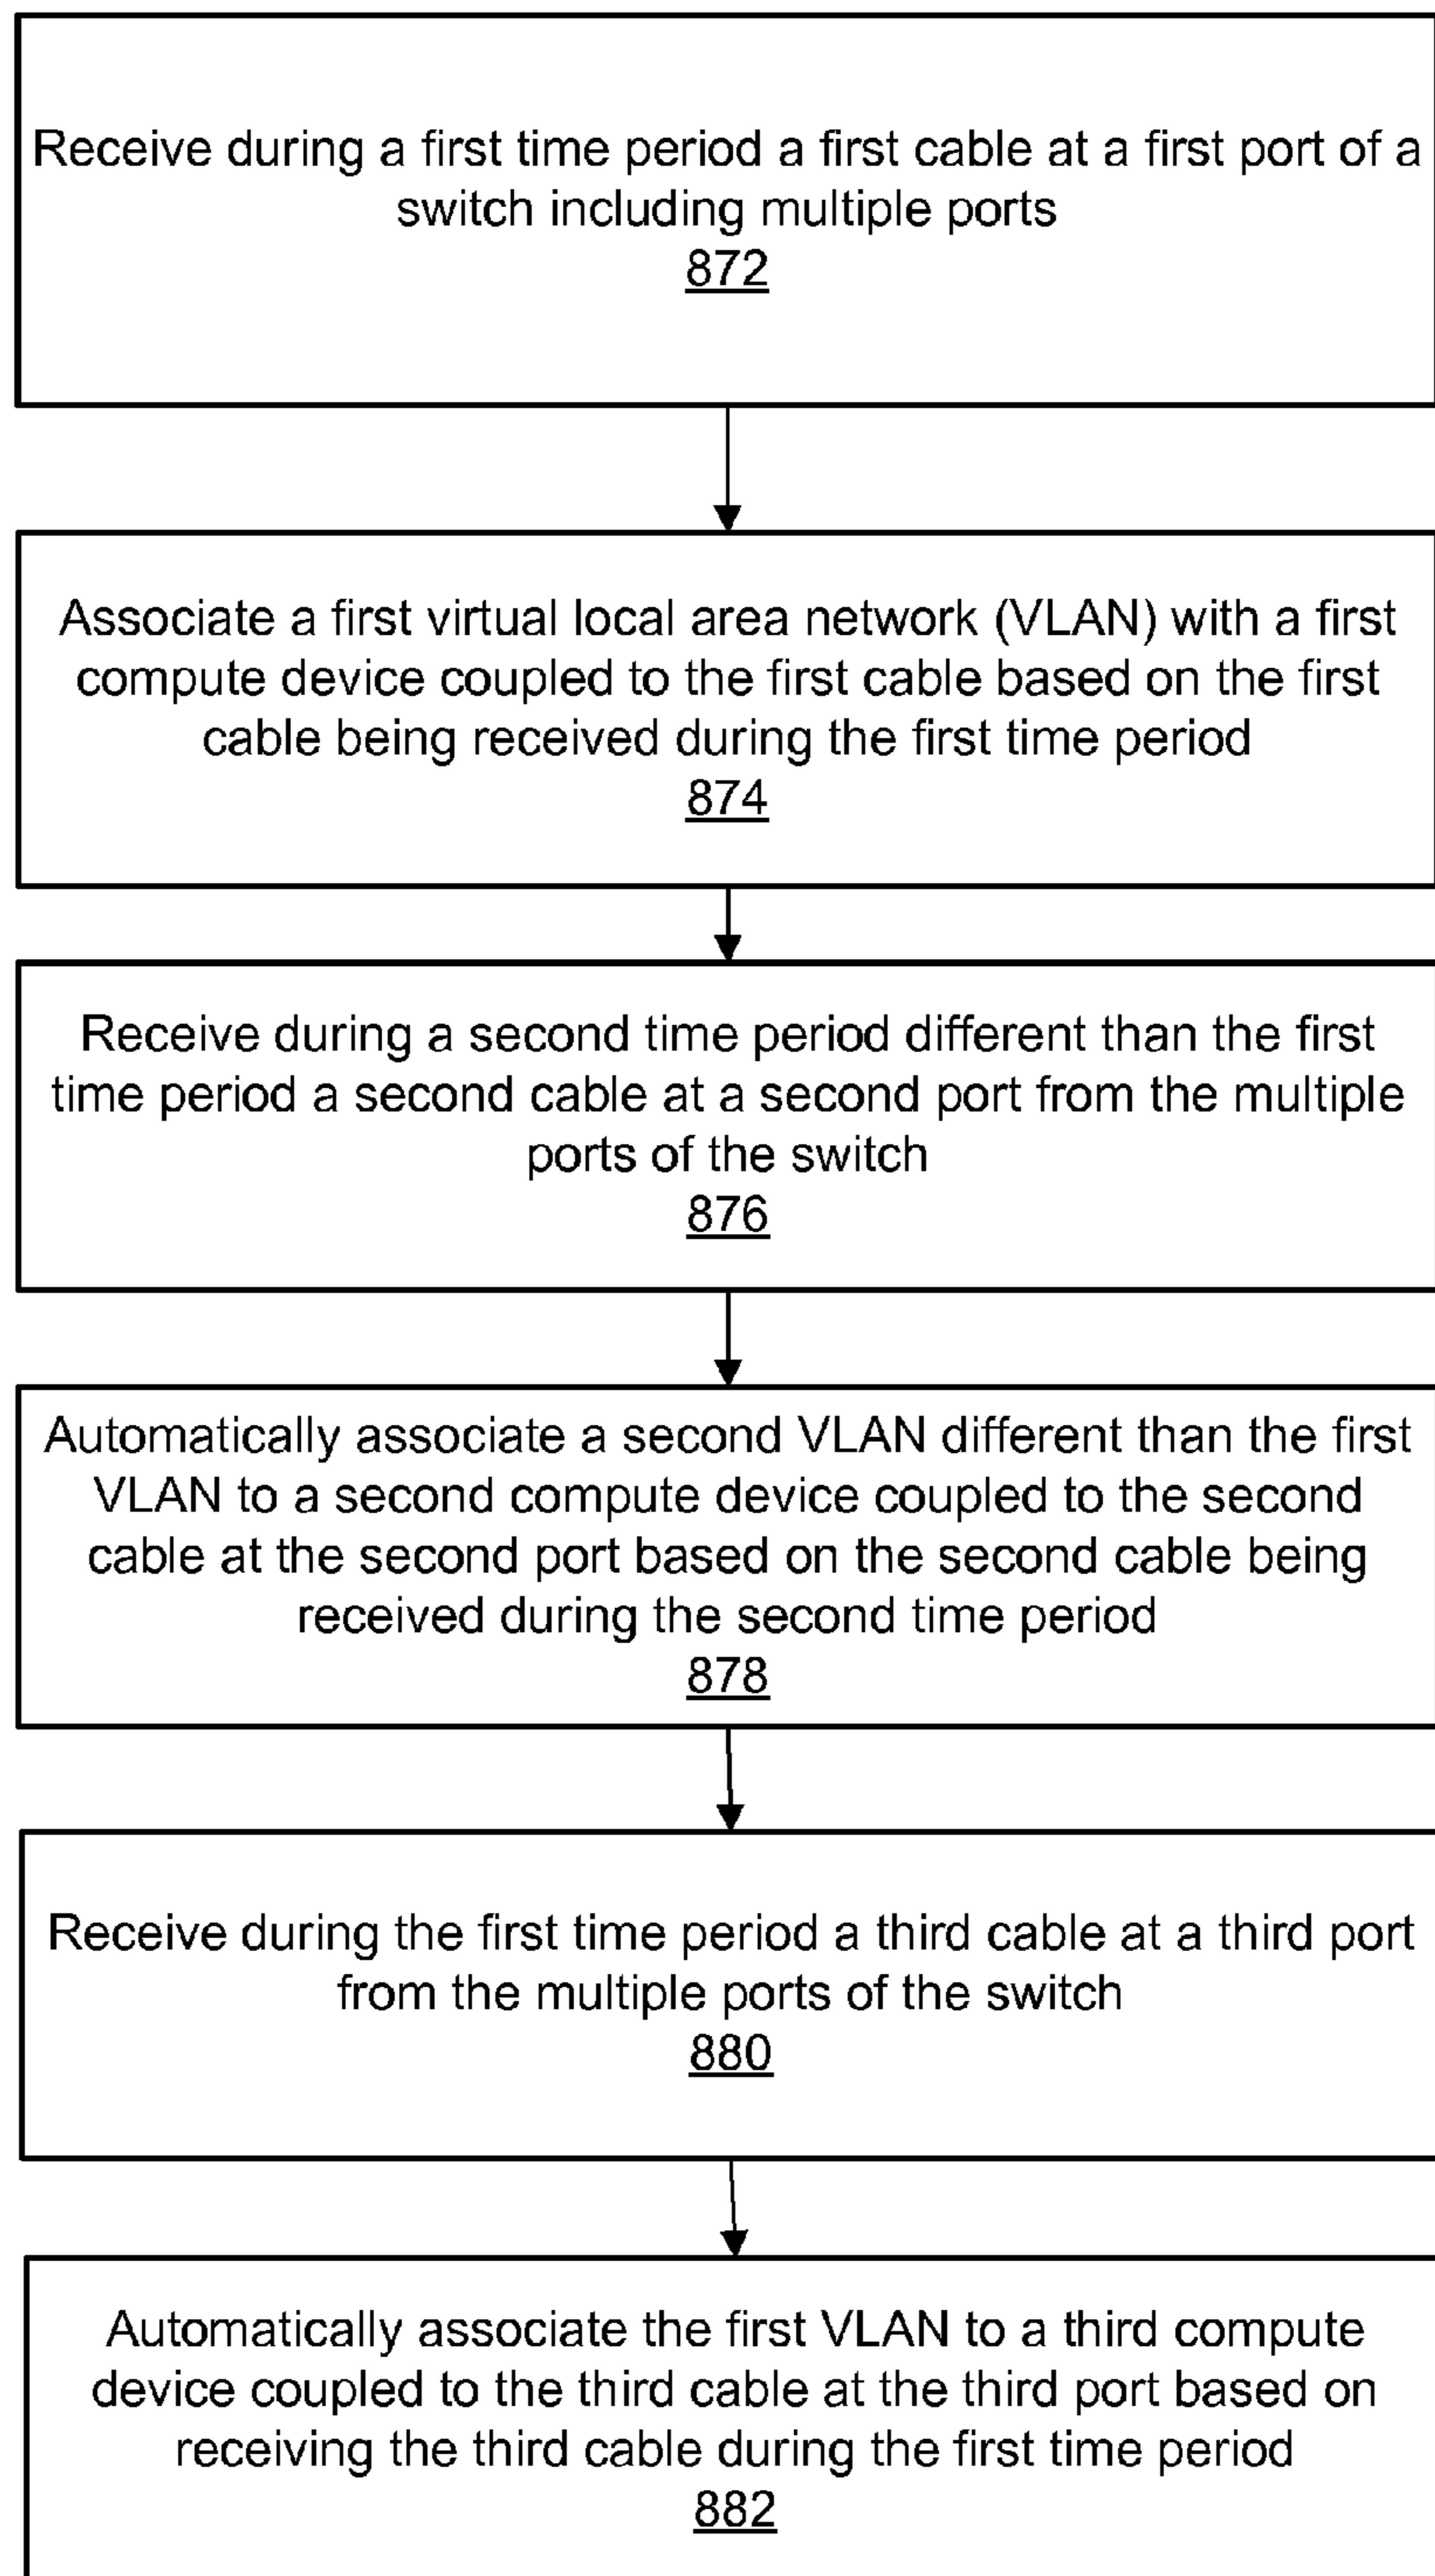 Receive during a first time period a first cable at a first port of a
switch including multiple ports
872
Associate a first virtual local area network (VLAN) with a first
compute device coupled to the first cable based on the first
cable being received during the first time period
874
Receive during a second time period different than the first
time period a second cable at a second port from the multiple
ports of the switch
876
Automatically associate a second VLAN different than the first
VLAN to a second compute device coupled to the second
cable at the second port based on the second cable being
received during the second time period
878
Receive during the first time period a third cable at a third port
from the multiple ports of the switch
880
Automatically associate the first VLAN to a third compute
device coupled to the third cable at the third port based on
receiving the third cable during the first time period
882